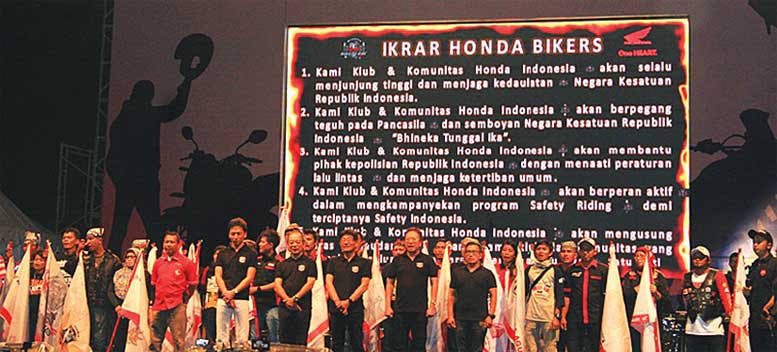 IKRAR HONDA BIKERS
HONDA
One HEART.
1. Kami Klub & Komunitas Honda Indonesia akan selalu
menjunjung tinggi dan menjaga kedaulatan Negara Kesatuan
Republik Indonesia.
2. Kami Klub & Komunitas Honda Indonesia akan berpegang
teguh pada Pancasila dan semboyan Negara Kesatuan Republik
Indonesia "Bhineka Tunggal Ika".
3. Kami Klub & Komunitas Honda Indonesia akan membantu
pihak kepolisian Republik Indonesia dengan menaati peraturan
lalu lintas dan menjaga ketertiban umum.
4. Kami Klub & Komunitas Honda Indonesia akan berperan aktif
dalam mengkampanyekan program Safety Riding demi
terciptanya Safety Indonesia.
Klub & Komunitas Honda Indonesia akan mengusung
yang